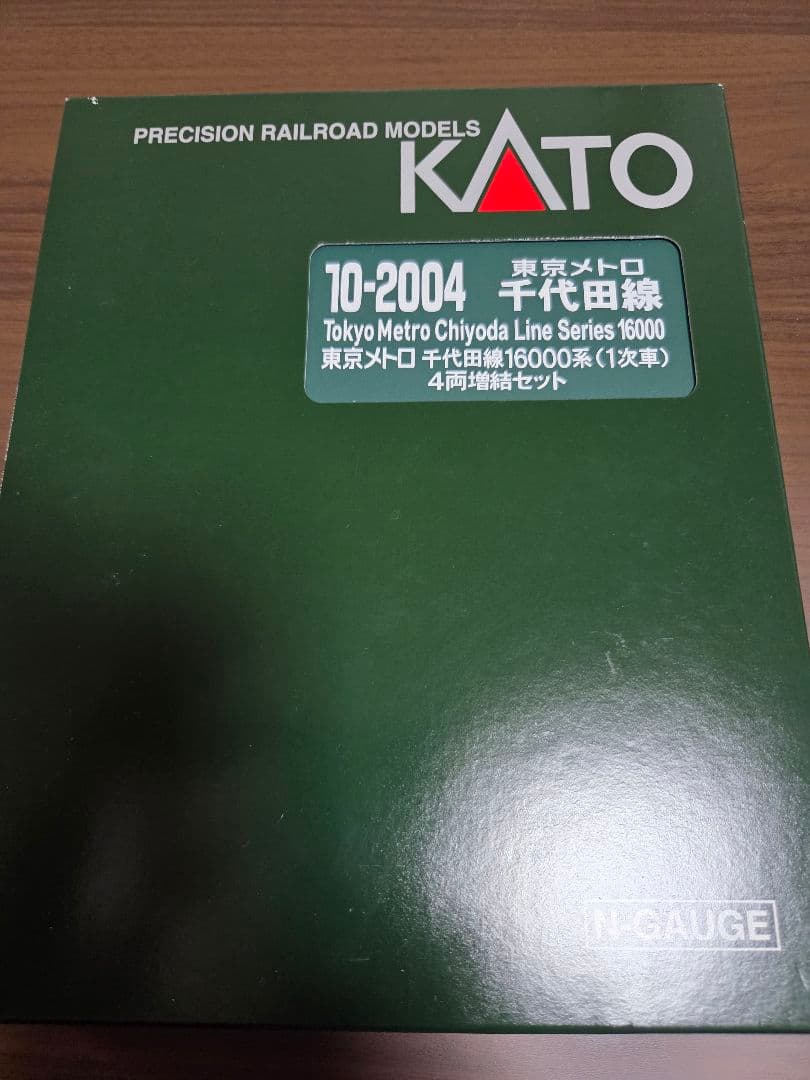 PRECISION RAILROAD MODELS
KATO
10-2004 東京メトロ 千代田線
Tokyo Metro Chiyoda Line Series 16000
東京メトロ 千代田線16000系(1次車)
4両増結セット
N-GAUGE